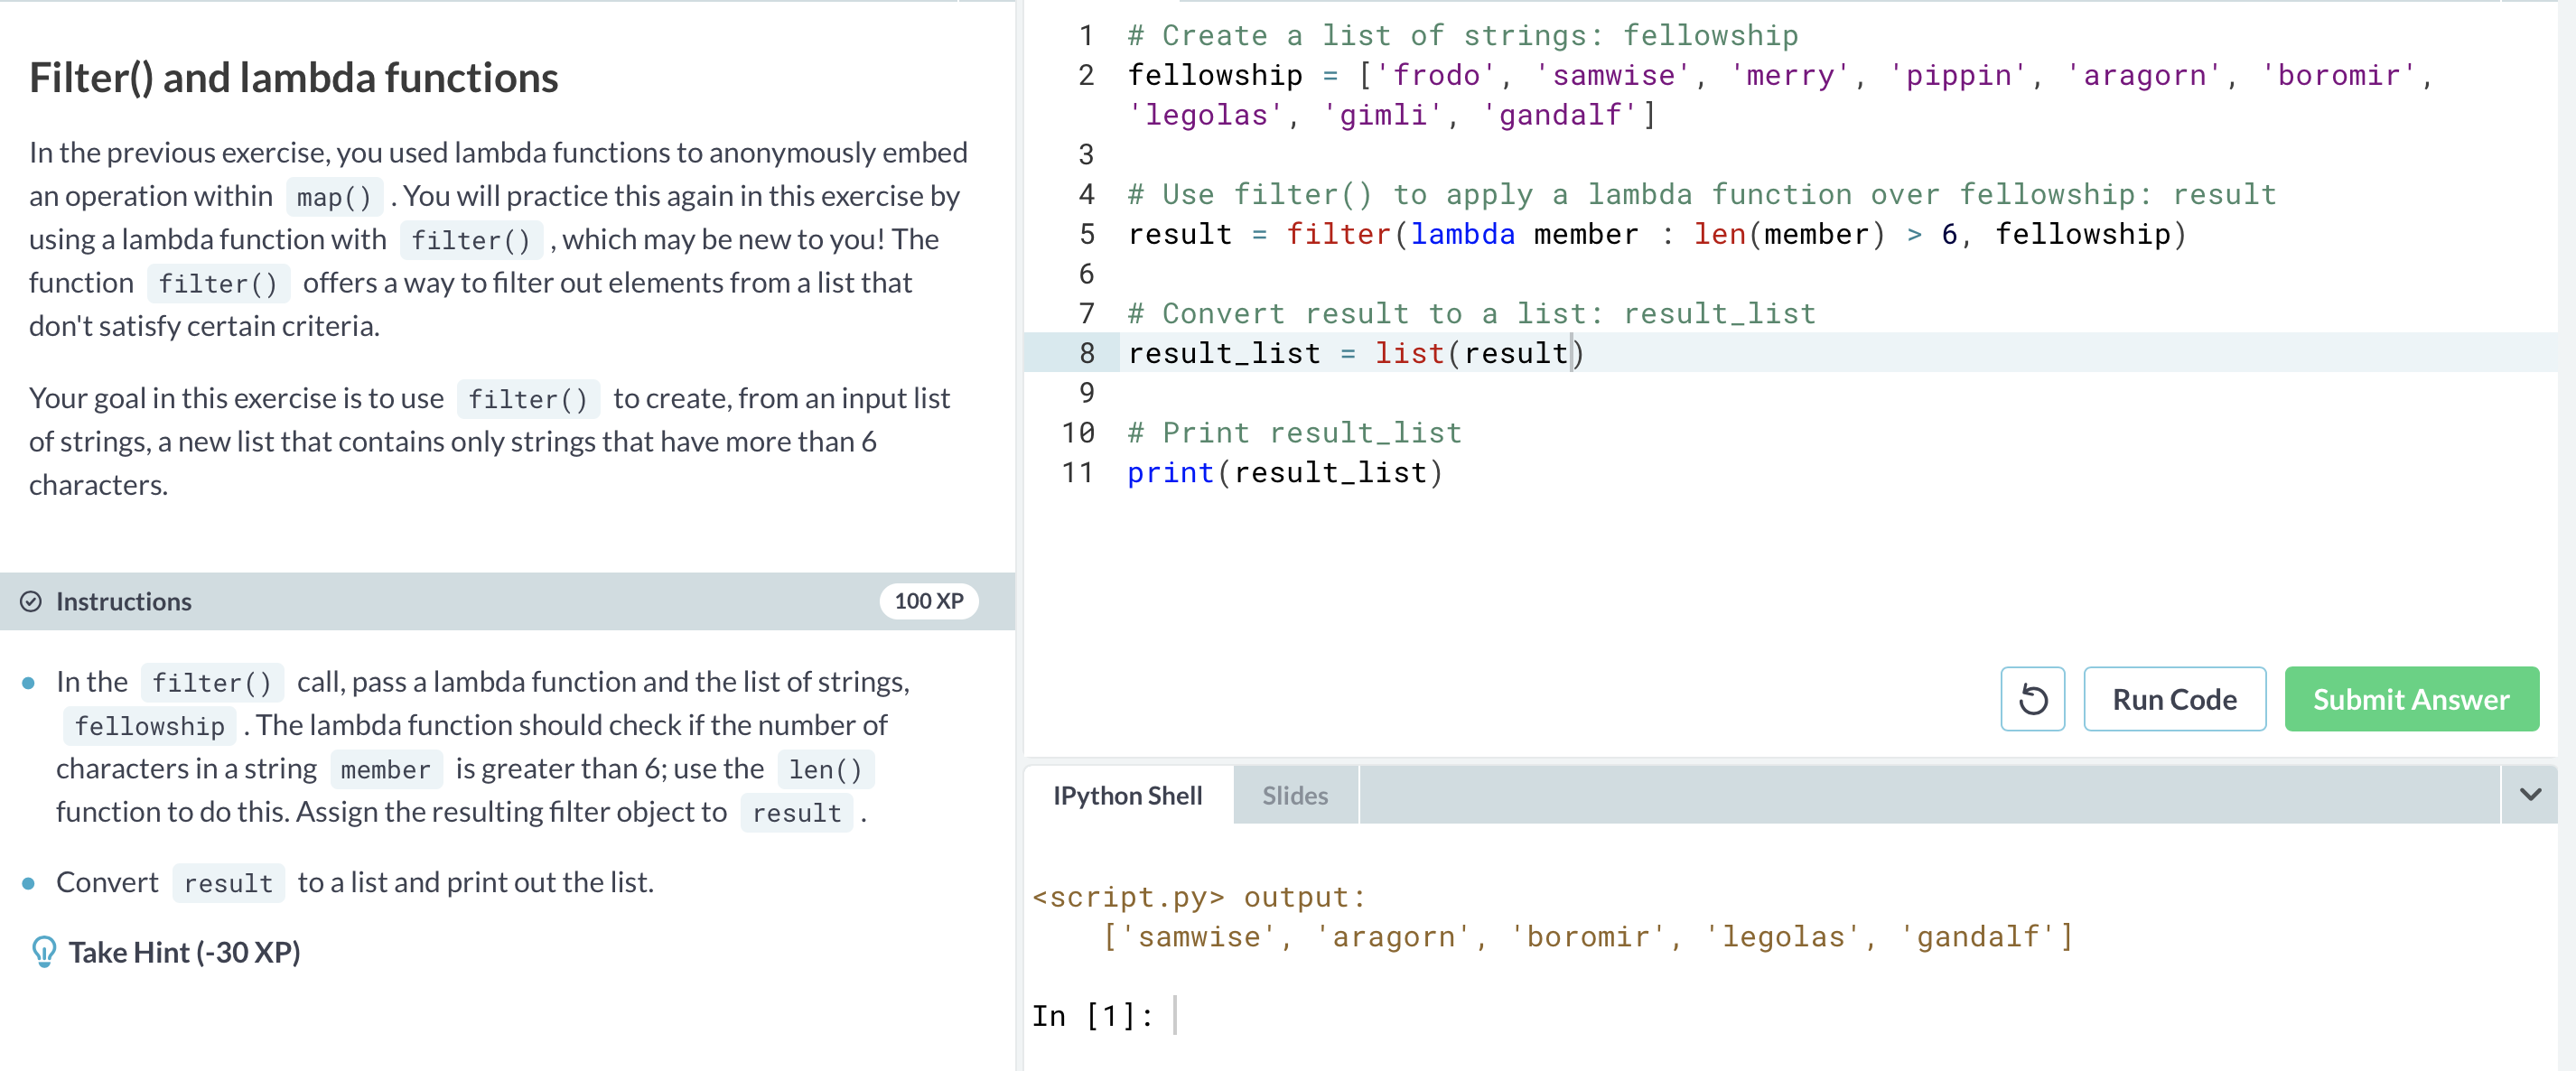 Filter() and lambda functions
In the previous exercise, you used lambda functions to anonymously embed
an operation within map() . You will practice this again in this exercise by
using a lambda function with filter() , which may be new to you! The
function filter() offers a way to filter out elements from a list that
don't satisfy certain criteria.
Your goal in this exercise is to use filter() to create, from an input list
of strings, a new list that contains only strings that have more than 6
characters.
Instructions
100 XP
In the filter() call, pass a lambda function and the list of strings,
fellowship . The lambda function should check if the number of
characters in a string member is greater than 6; use the len()
function to do this. Assign the resulting filter object to result .
Convert result to a list and print out the list.
Take Hint (-30 XP)
1 # Create a list of strings: fellowship
2 fellowship = ['frodo', 'samwise', 'merry', 'pippin', 'aragorn', 'boromir',
'legolas', 'gimli', 'gandalf']
3
4 # Use filter() to apply a lambda function over fellowship: result
5 result = filter(lambda member : len(member) > 6, fellowship)
6
7 # Convert result to a list: result_list
8 result_list = list(result)
9
10 # Print result_list
11 print(result_list)
Run Code
Submit Answer
IPython Shell
Slides
<script.py> output:
['samwise', 'aragorn', 'boromir', 'legolas', 'gandalf']
In [1]: